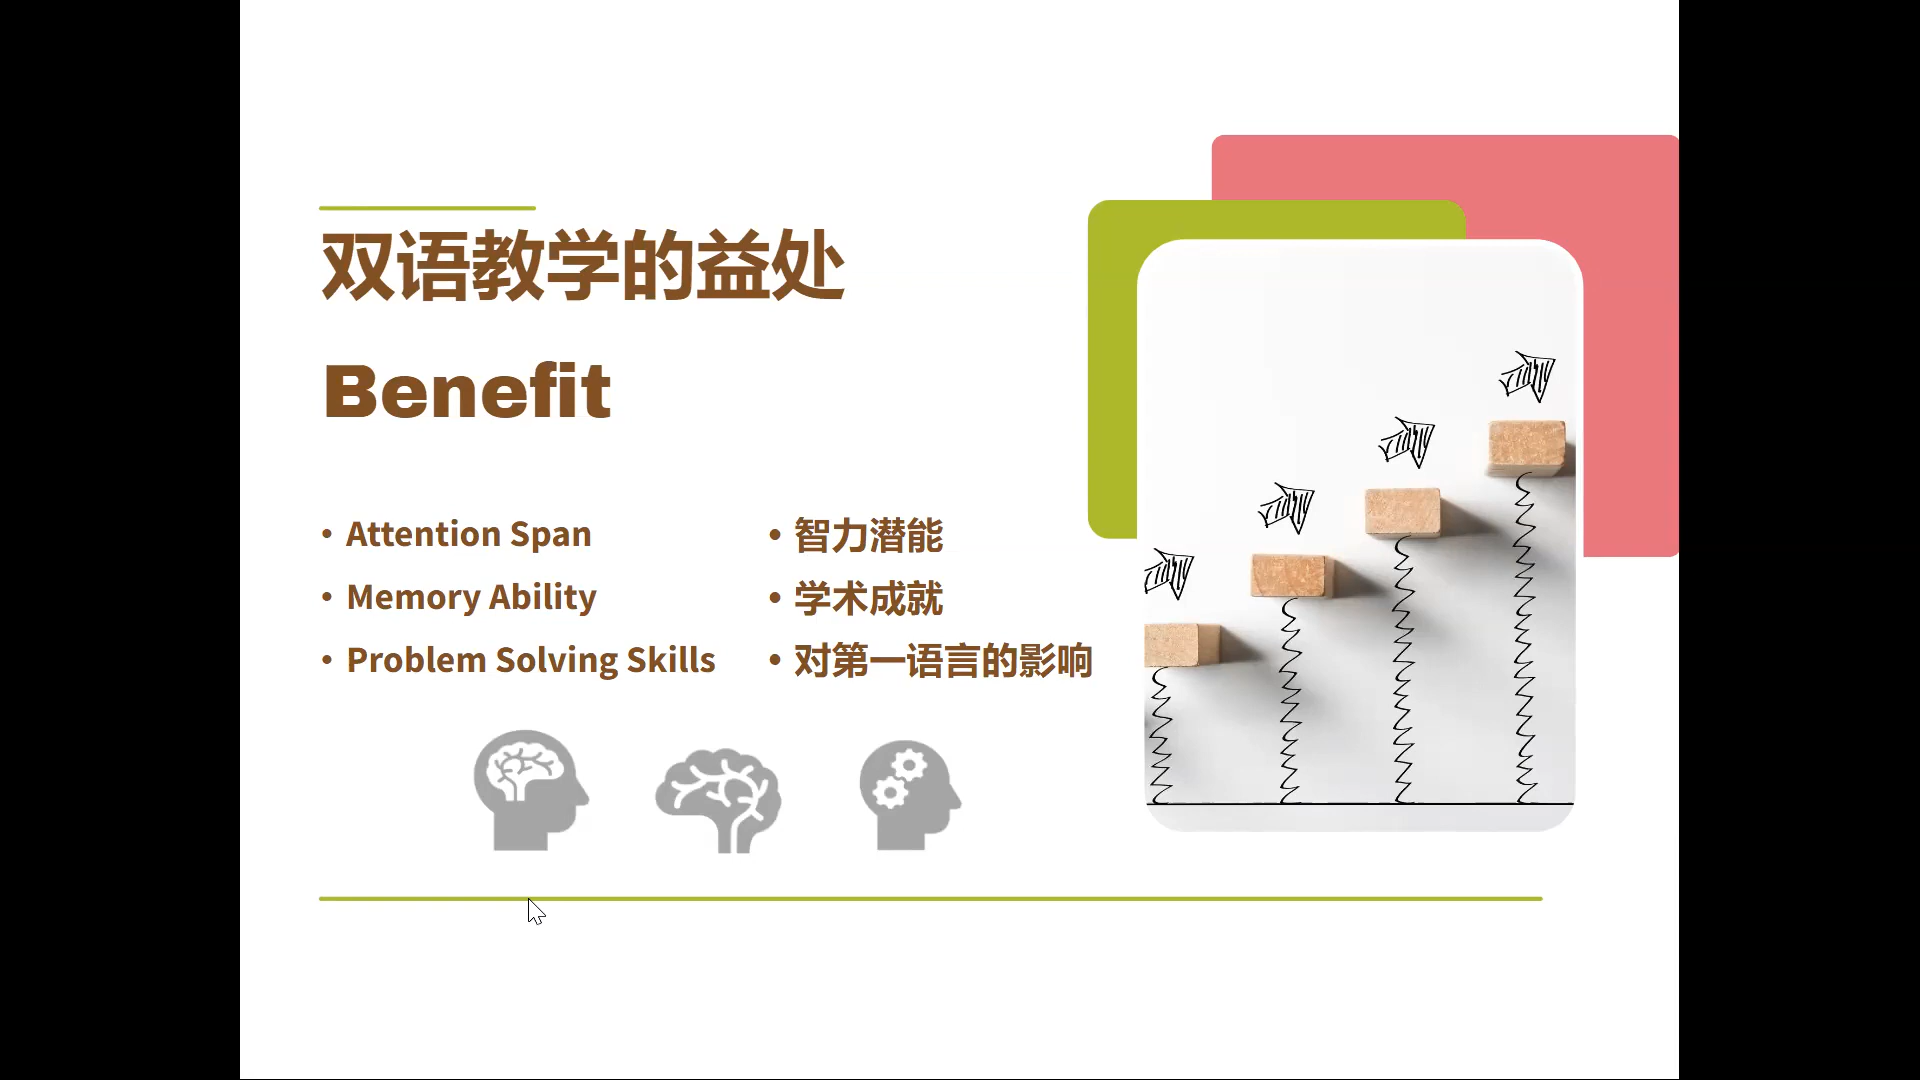 双语教学的益处
Benefit
• Attention Span
• Memory Ability
• Problem Solving Skills
• 智力潜能
• 学术成就
• 对第一语言的影响